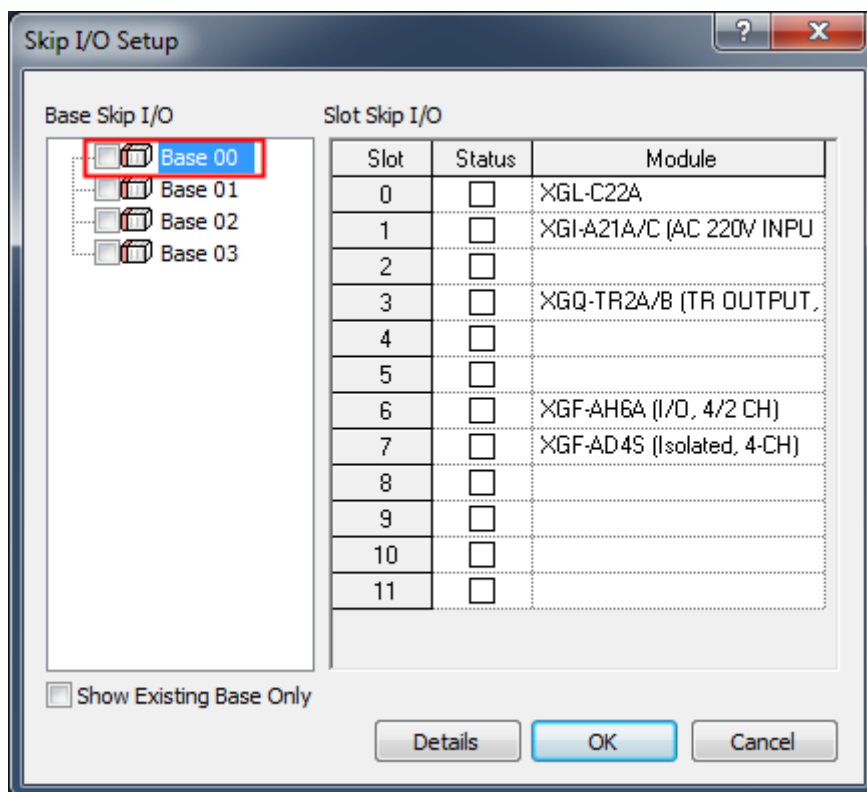 Skip I/O Setup
Base Skip I/O
Base 00
Base 01
Base 02
Base 03
Slot Skip I/O
Slot Status Module
0 XGL-C22A
1 XGI-A21A/C (AC 220V INPU
2
3 XGQ-TR2A/B (TR OUTPUT,
4
5
6 XGF-AH6A (I/O, 4/2 CH)
7 XGF-AD4S (Isolated, 4-CH)
8
9
10
11
Show Existing Base Only
Details OK Cancel